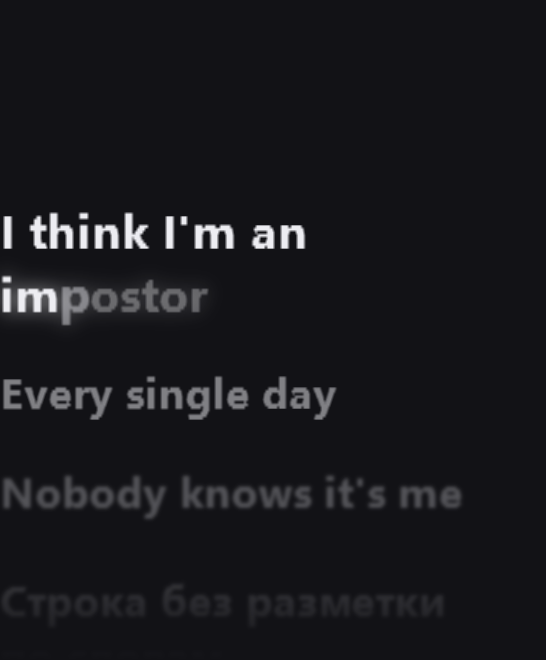 I think I'm an
impostor
Every single day
Nobody knows it's me
Строка без разметки